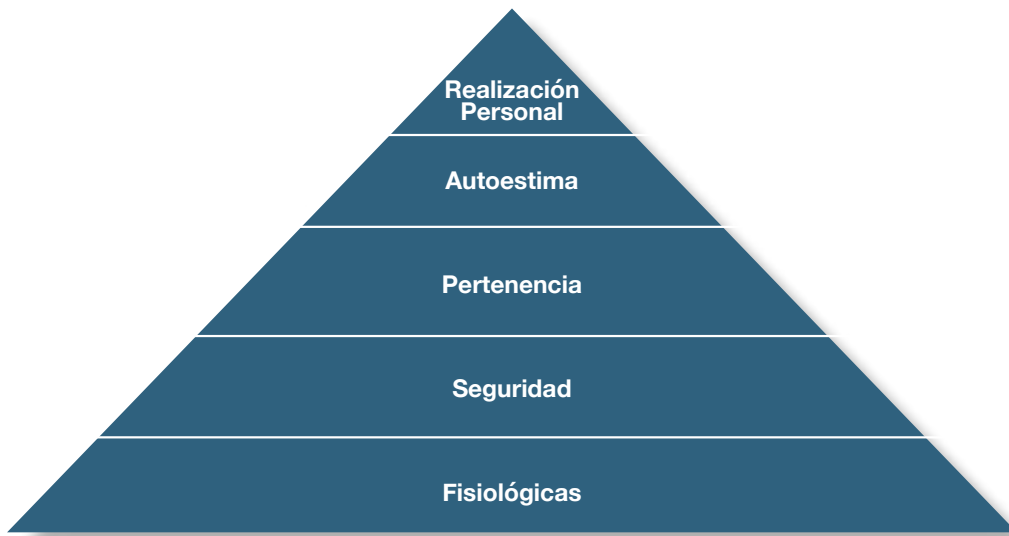 Realización
Personal
Autoestima
Pertenencia
Seguridad
Fisiológicas